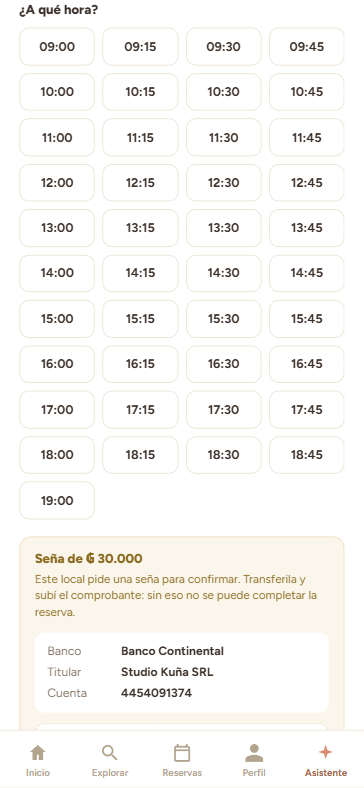 ¿A qué hora?
09:00 09:15 09:30 09:45
10:00 10:15 10:30 10:45
11:00 11:15 11:30 11:45
12:00 12:15 12:30 12:45
13:00 13:15 13:30 13:45
14:00 14:15 14:30 14:45
15:00 15:15 15:30 15:45
16:00 16:15 16:30 16:45
17:00 17:15 17:30 17:45
18:00 18:15 18:30 18:45
19:00
Seña de ₲ 30.000
Este local pide una seña para confirmar. Transferila y
subí el comprobante: sin eso no se puede completar la
reserva.
Banco Banco Continental
Titular Studio Kuña SRL
Cuenta 4454091374
Inicio Explorar Reservas Perfil Asistente